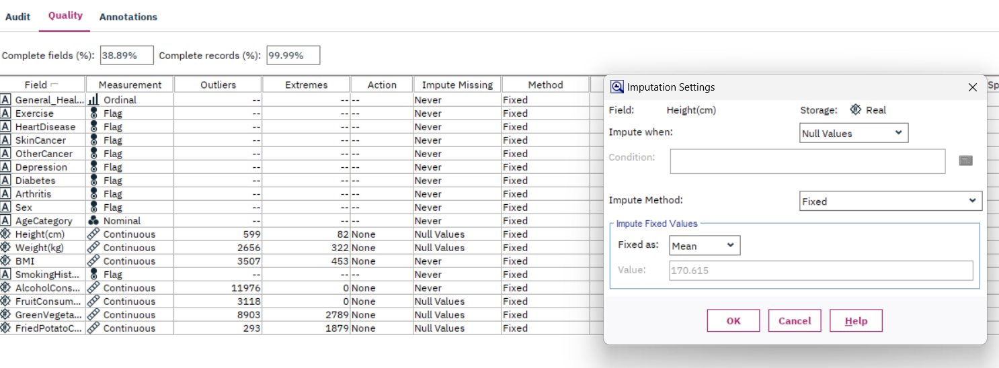 Audit Quality Annotations
Complete fields (%): 38.89% Complete records (%): 99.99%
Field Measurement Outliers Extremes Action Impute Missing Method Sp
A General_Heal... Ordinal -- -- -- Never Fixed
A Exercise Flag -- -- -- Never Fixed
A HeartDisease Flag -- -- -- Never Fixed
A SkinCancer Flag -- -- -- Never Fixed
A OtherCancer Flag -- -- -- Never Fixed
A Depression Flag -- -- -- Never Fixed
A Diabetes Flag -- -- -- Never Fixed
A Arthritis Flag -- -- -- Never Fixed
A Sex Flag -- -- -- Never Fixed
A AgeCategory Nominal -- -- -- Never Fixed
Height(cm) Continuous 599 82 None Null Values Fixed
Weight(kg) Continuous 2656 322 None Null Values Fixed
BMI Continuous 3507 453 None Never Fixed
A SmokingHist... Flag -- -- -- Never Fixed
AlcoholCons... Continuous 11976 0 None Never Fixed
FruitConsum... Continuous 3118 0 None Null Values Fixed
GreenVegeta... Continuous 8903 2789 None Null Values Fixed
FriedPotatoC... Continuous 293 1879 None Null Values Fixed
Imputation Settings
Field: Height(cm) Storage: Real
Impute when: Null Values
Condition:
Impute Method: Fixed
Impute Fixed Values
Fixed as: Mean
Value: 170.615
OK Cancel Help